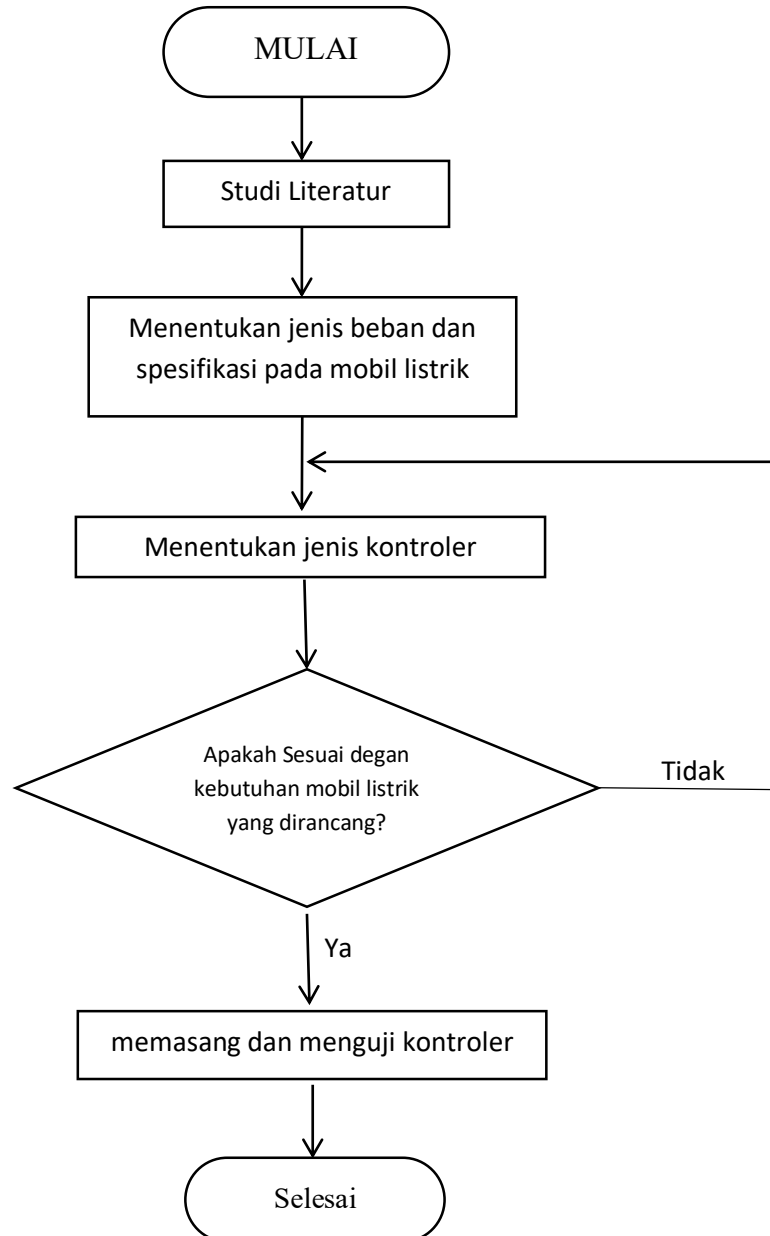 MULAI
Studi Literatur
Menentukan jenis beban dan
spesifikasi pada mobil listrik
Menentukan jenis kontroler
Apakah Sesuai degan
kebutuhan mobil listrik
yang dirancang?
Tidak
Ya
memasang dan menguji kontroler
Selesai